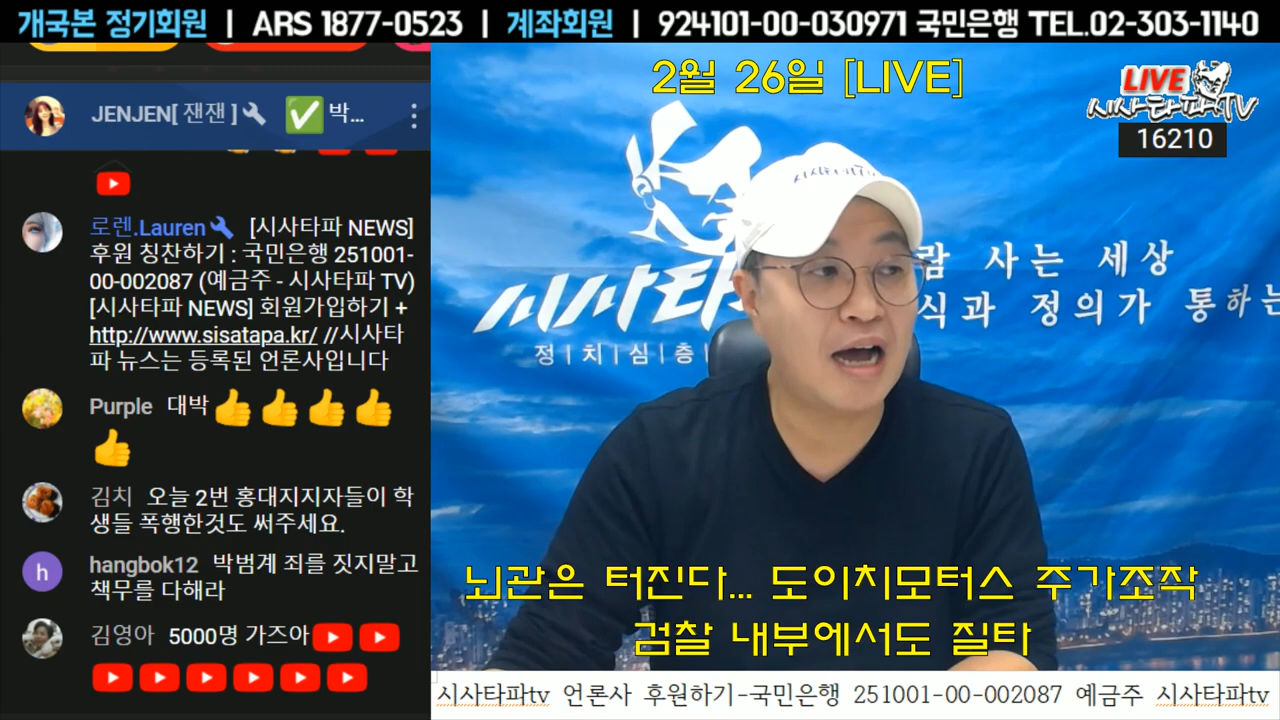 개국본 정기회원 | ARS 1877-0523 | 계좌회원 | 924101-00-030971 국민은행 TEL.02-303-1140
JENJEN[ 잰잰 ] 박...
로렌.Lauren [시사타파 NEWS]
후원 칭찬하기 : 국민은행 251001-
00-002087 (예금주 - 시사타파 TV)
[시사타파 NEWS] 회원가입하기 +
http://www.sisatapa.kr/ //시사타
파 뉴스는 등록된 언론사입니다
Purple 대박
김치 오늘 2번 홍대지지자들이 학
생들 폭행한것도 써주세요.
h
hangbok12 박범계 죄를 짓지말고
책무를 다해라
김영아 5000명 가즈아
2월 26일 [LIVE]
LIVE
시사타파TV
16210
시사타
정|치|심|층|
람 사는 세상
식과 정의가 통하는
뇌관은 터진다... 도이치모터스 주가조작
검찰 내부에서도 질타
시사타파tv 언론사 후원하기-국민은행 251001-00-002087 예금주 시사타파tv